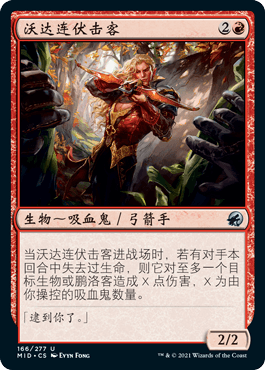 沃达连伏击客 2
生物～吸血鬼 / 弓箭手
当沃达连伏击客进战场时，若有对手本
回合中失去过生命，则它对至多一个目
标生物或鹏洛客造成 X 点伤害，X 为由
你操控的吸血鬼数量。
「逮到你了。」
2/2
166/277 U
MID • CS Evyn Fong
™ & © 2021 Wizards of the Coast